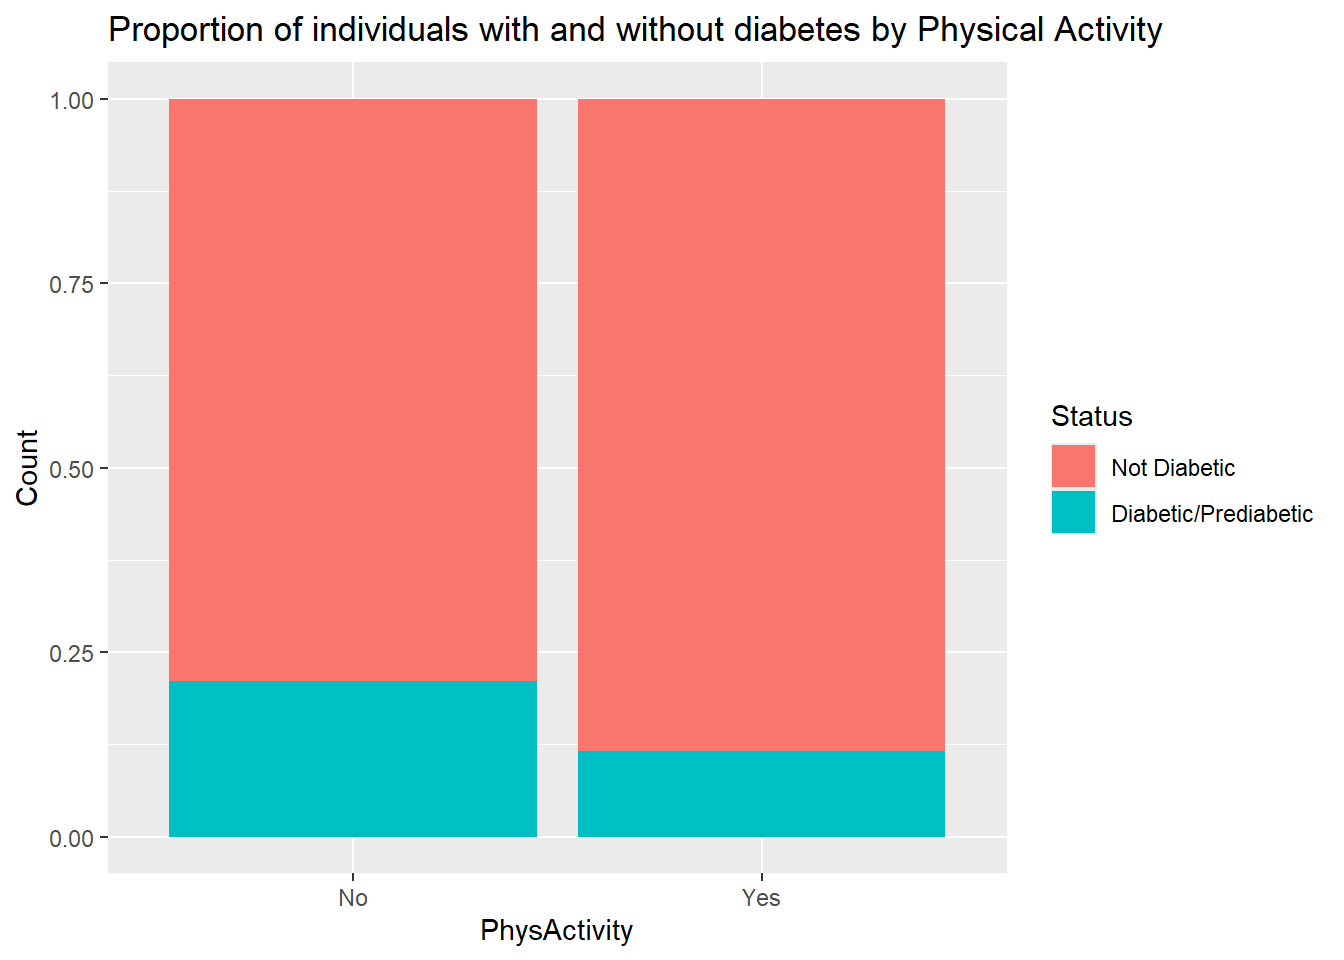 Proportion of individuals with and without diabetes by Physical Activity
1.00
0.75
0.50
0.25
0.00
Count
No
Yes
PhysActivity
Status
Not Diabetic
Diabetic/Prediabetic